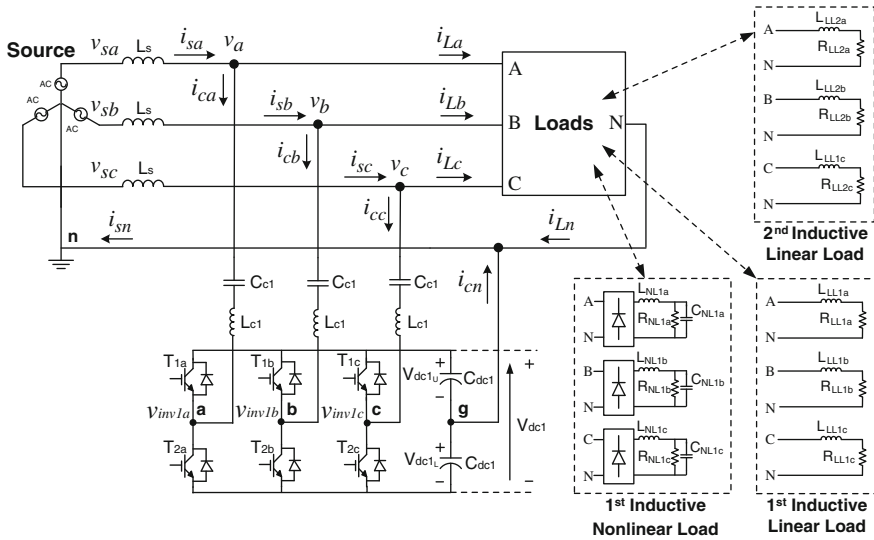 Source
AC
AC
AC
v_sa L_s i_sa v_a i_La
i_ca
v_sb L_s i_sb v_b i_Lb
i_cb
v_sc L_s i_sc v_c i_Lc
i_cc
A
B Loads N
C
i_sn n i_Ln
i_cn
C_c1 C_c1 C_c1
L_c1 L_c1 L_c1
T_1a T_1b T_1c
+ V_dc1U − C_dc1
v_inv1a a v_inv1b b v_inv1c c g
T_2a T_2b T_2c
+ V_dc1L − C_dc1
+ V_dc1 −
A L_LL2a
R_LL2a
N
B L_LL2b
R_LL2b
N
C L_LL1c
R_LL2c
N
2nd Inductive
Linear Load
A L_NL1a
R_NL1a C_NL1a
N
B L_NL1b
R_NL1b C_NL1b
N
C L_NL1c
R_NL1c C_NL1c
N
1st Inductive
Nonlinear Load
A L_LL1a
R_LL1a
N
B L_LL1b
R_LL1b
N
C L_LL1c
R_LL1c
N
1st Inductive
Linear Load